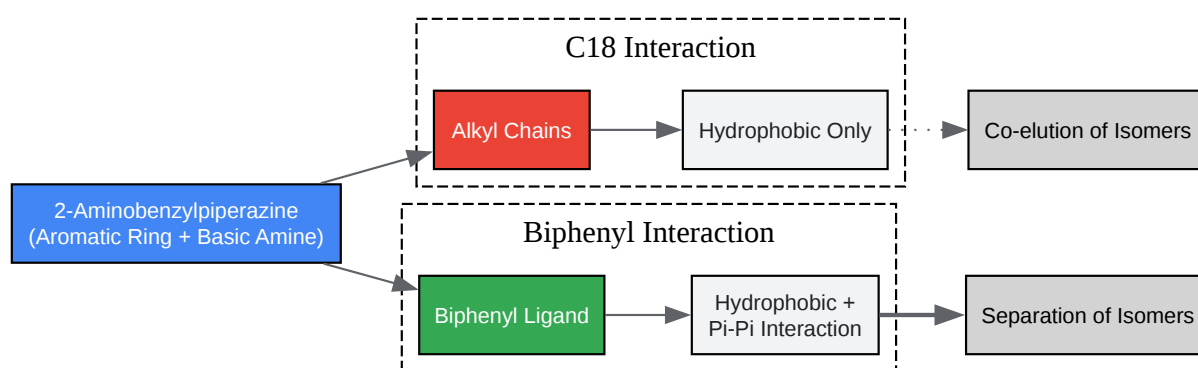 C18 Interaction
Alkyl Chains
Hydrophobic Only
Co-elution of Isomers
2-Aminobenzylpiperazine
(Aromatic Ring + Basic Amine)
Biphenyl Interaction
Biphenyl Ligand
Hydrophobic +
Pi-Pi Interaction
Separation of Isomers